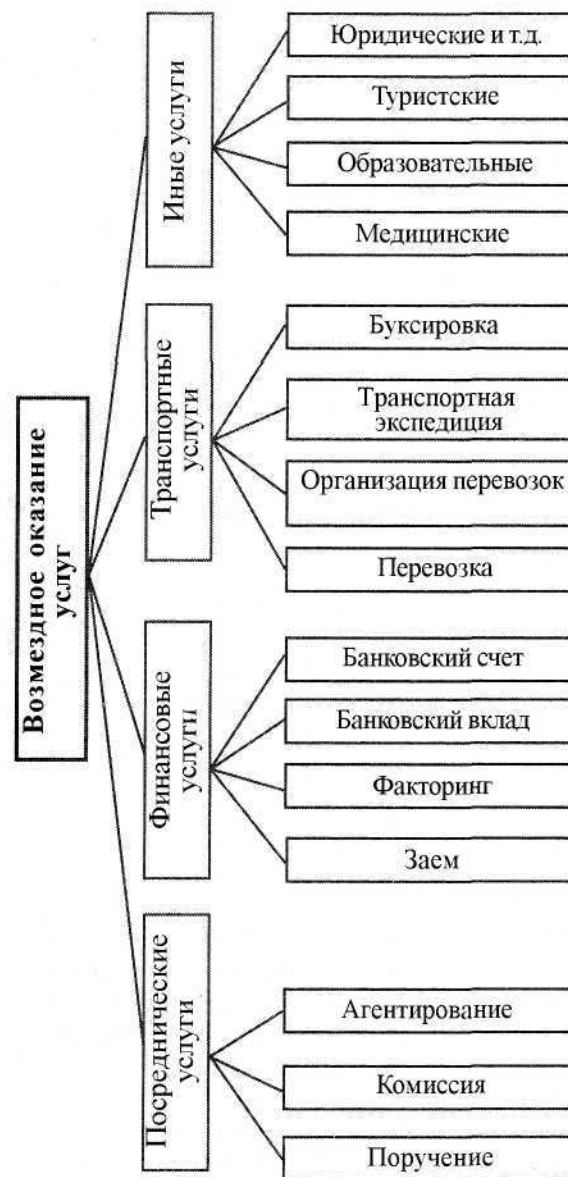 Возмездное оказание
услуг
Иные услуги
Юридические и т.д.
Туристские
Образовательные
Медицинские
Транспортные
услуги
Буксировка
Транспортная
экспедиция
Организация перевозок
Перевозка
Финансовые
услуги
Банковский счет
Банковский вклад
Факторинг
Заем
Посреднические
услуги
Агентирование
Комиссия
Поручение